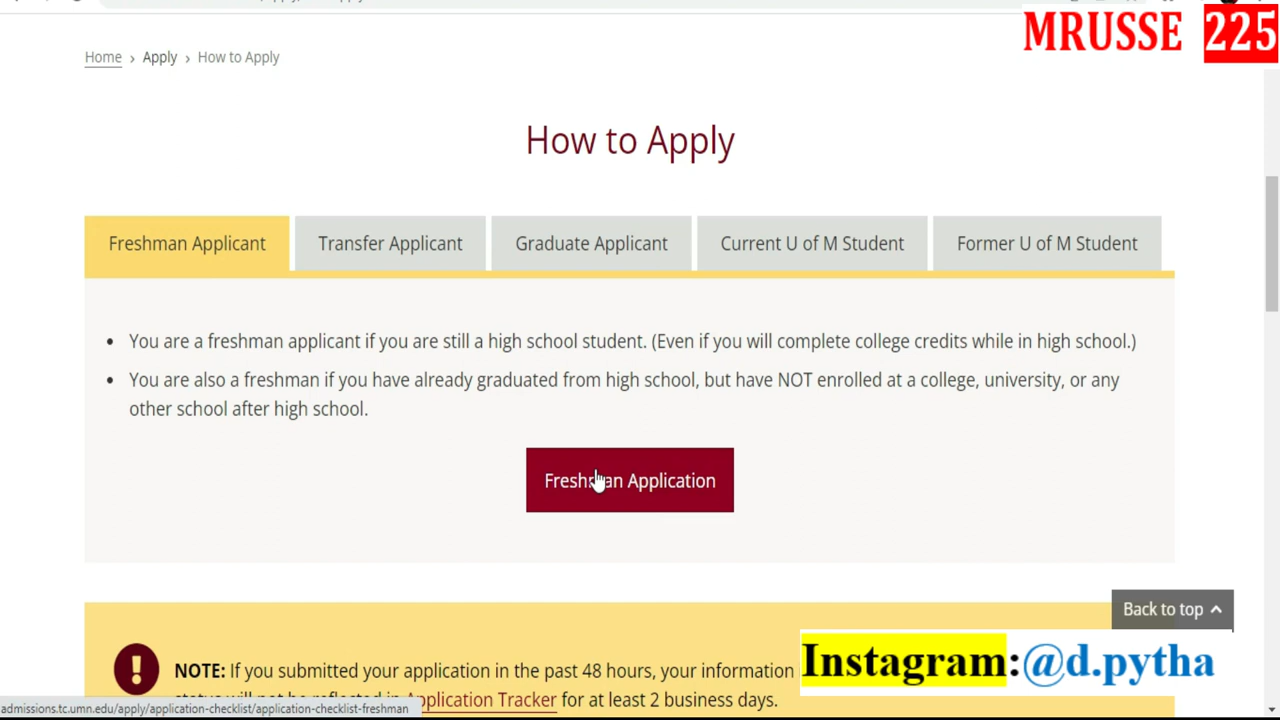 MRUSSE 225
Home › Apply › How to Apply
How to Apply
Freshman Applicant
Transfer Applicant
Graduate Applicant
Current U of M Student
Former U of M Student
• You are a freshman applicant if you are still a high school student. (Even if you will complete college credits while in high school.)
• You are also a freshman if you have already graduated from high school, but have NOT enrolled at a college, university, or any
other school after high school.
Freshman Application
Back to top
NOTE: If you submitted your application in the past 48 hours, your information
Application Tracker for at least 2 business days.
Instagram:@d.pytha
admissions.tc.umn.edu/apply/application-checklist/application-checklist-freshman